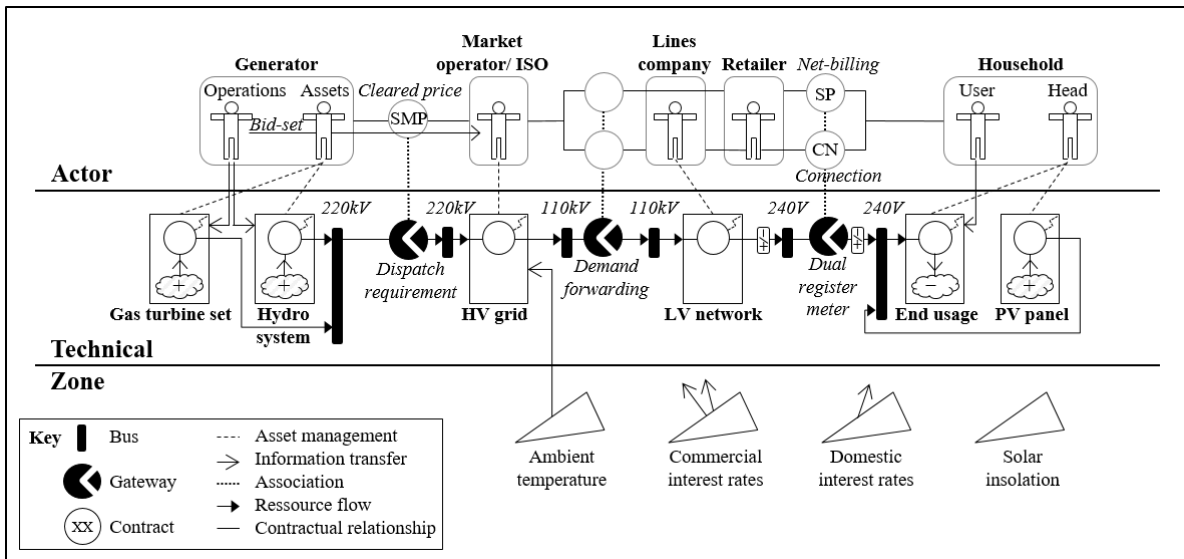 Generator
Operations
Assets
Bid-set
Cleared price
SMP
Market
operator/ ISO
Lines
company
Retailer
Net-billing
SP
CN
Connection
Household
User
Head
Actor
220kV
220kV
110kV
110kV
240V
240V
Dispatch
requirement
Demand
forwarding
Dual
register
meter
+
+
−
+
Gas turbine set
Hydro
system
HV grid
LV network
End usage
PV panel
Technical
Zone
Ambient
temperature
Commercial
interest rates
Domestic
interest rates
Solar
insolation
Key
Bus
Gateway
XX
Contract
Asset management
Information transfer
Association
Ressource flow
Contractual relationship